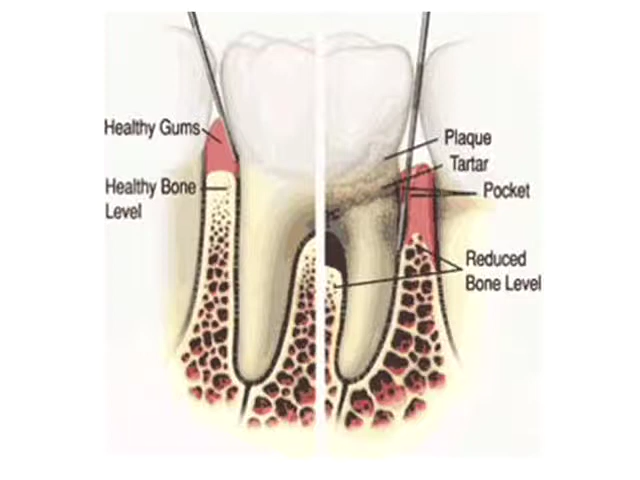 Healthy Gums
Healthy Bone
Level
Plaque
Tartar
Pocket
Reduced
Bone Level